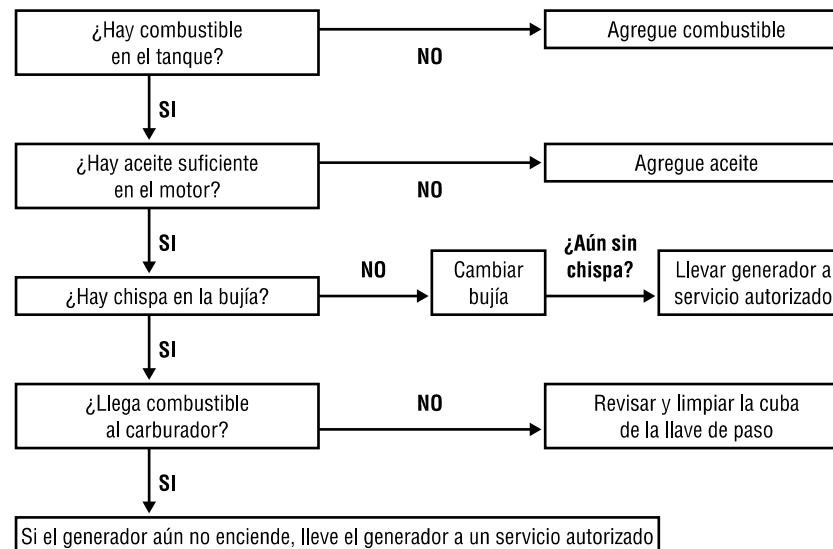 ¿Hay combustible
en el tanque?
NO
Agregue combustible
SI
¿Hay aceite suficiente
en el motor?
NO
Agregue aceite
SI
¿Hay chispa en la bujía?
NO
Cambiar
bujía
¿Aún sin
chispa?
Llevar generador a
servicio autorizado
SI
¿Llega combustible
al carburador?
NO
Revisar y limpiar la cuba
de la llave de paso
SI
Si el generador aún no enciende, lleve el generador a un servicio autorizado